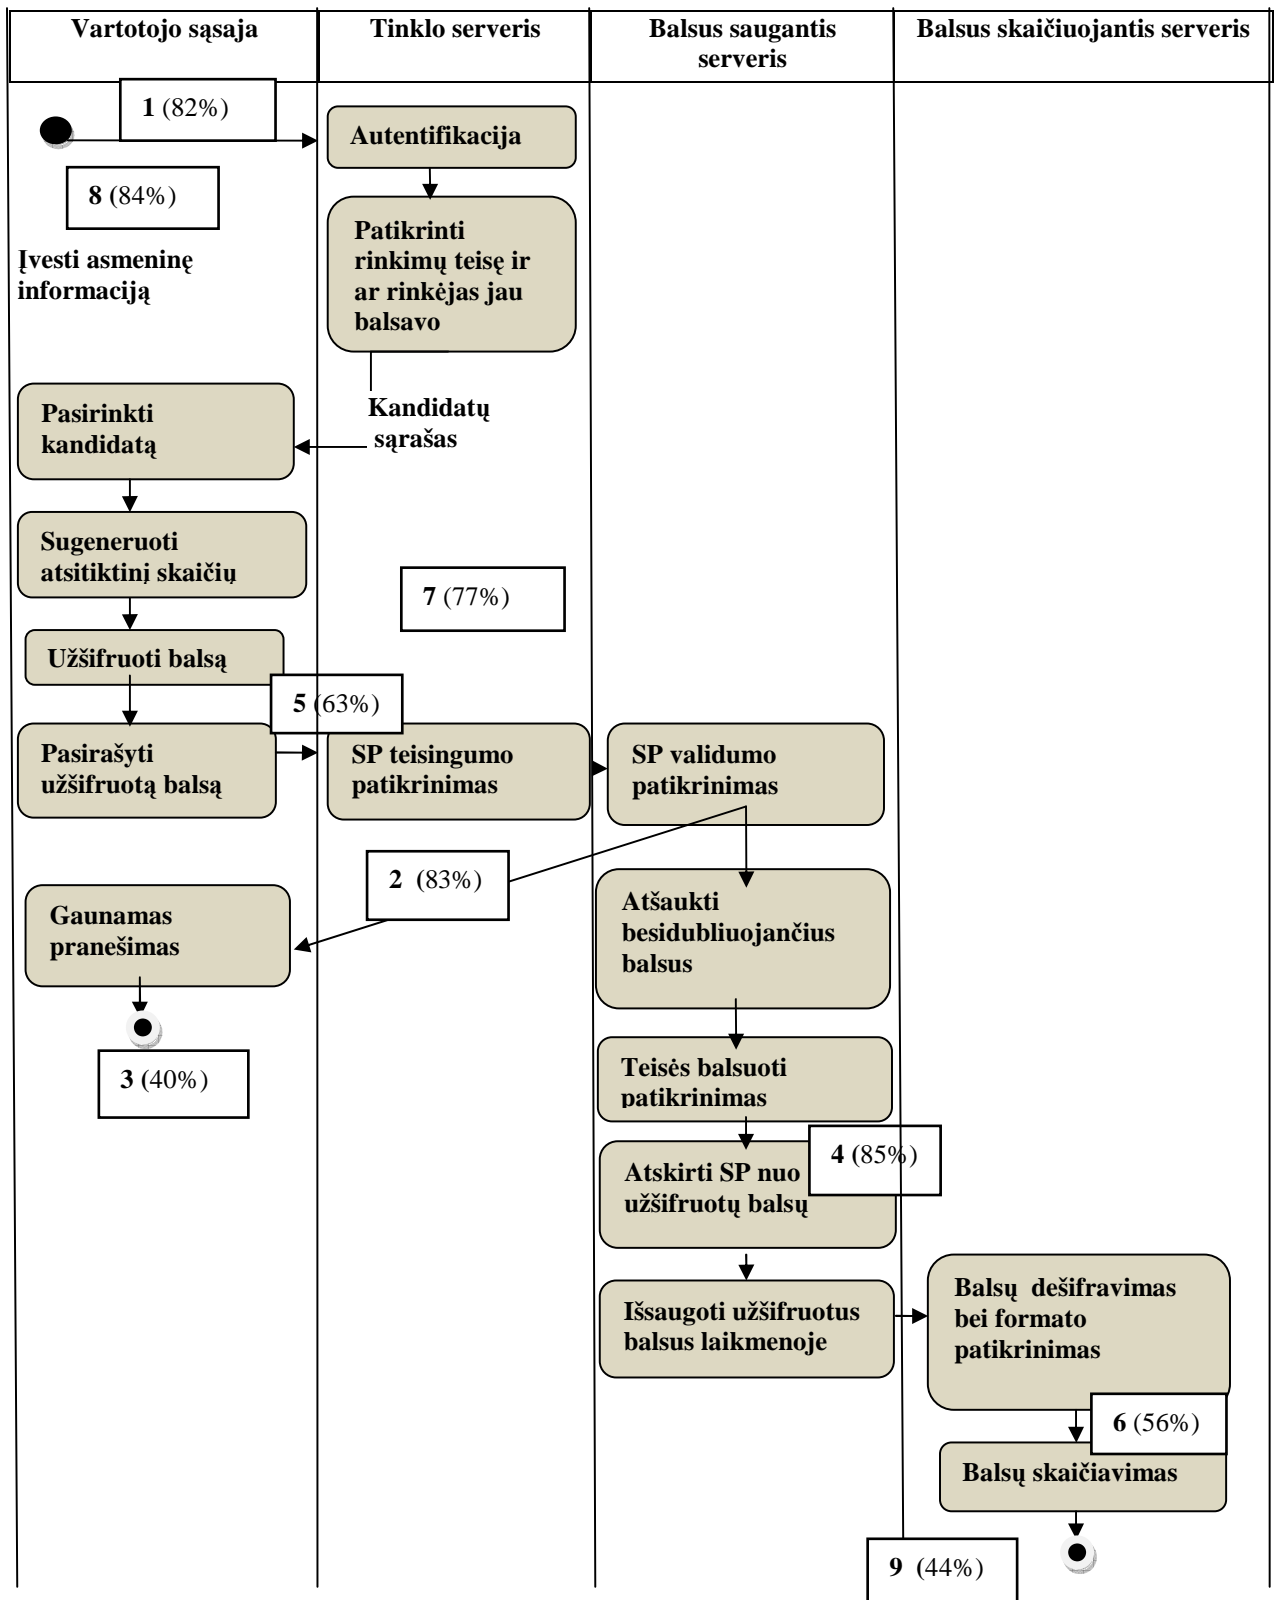 Vartotojo sąsaja
Tinklo serveris
Balsus saugantis
serveris
Balsus skaičiuojantis serveris
1 (82%)
Autentifikacija
8 (84%)
Patikrinti
rinkimų teisę ir
ar rinkėjas jau
balsavo
Įvesti asmeninę
informaciją
Kandidatų
sąrašas
Pasirinkti
kandidatą
Sugeneruoti
atsitiktinį skaičių
7 (77%)
Užšifruoti balsą
5 (63%)
Pasirašyti
užšifruotą balsą
SP teisingumo
patikrinimas
SP validumo
patikrinimas
2 (83%)
Gaunamas
pranešimas
Atšaukti
besidubliuojančius
balsus
3 (40%)
Teisės balsuoti
patikrinimas
4 (85%)
Atskirti SP nuo
užšifruotų balsų
Išsaugoti užšifruotus
balsus laikmenoje
Balsų dešifravimas
bei formato
patikrinimas
6 (56%)
Balsų skaičiavimas
9 (44%)